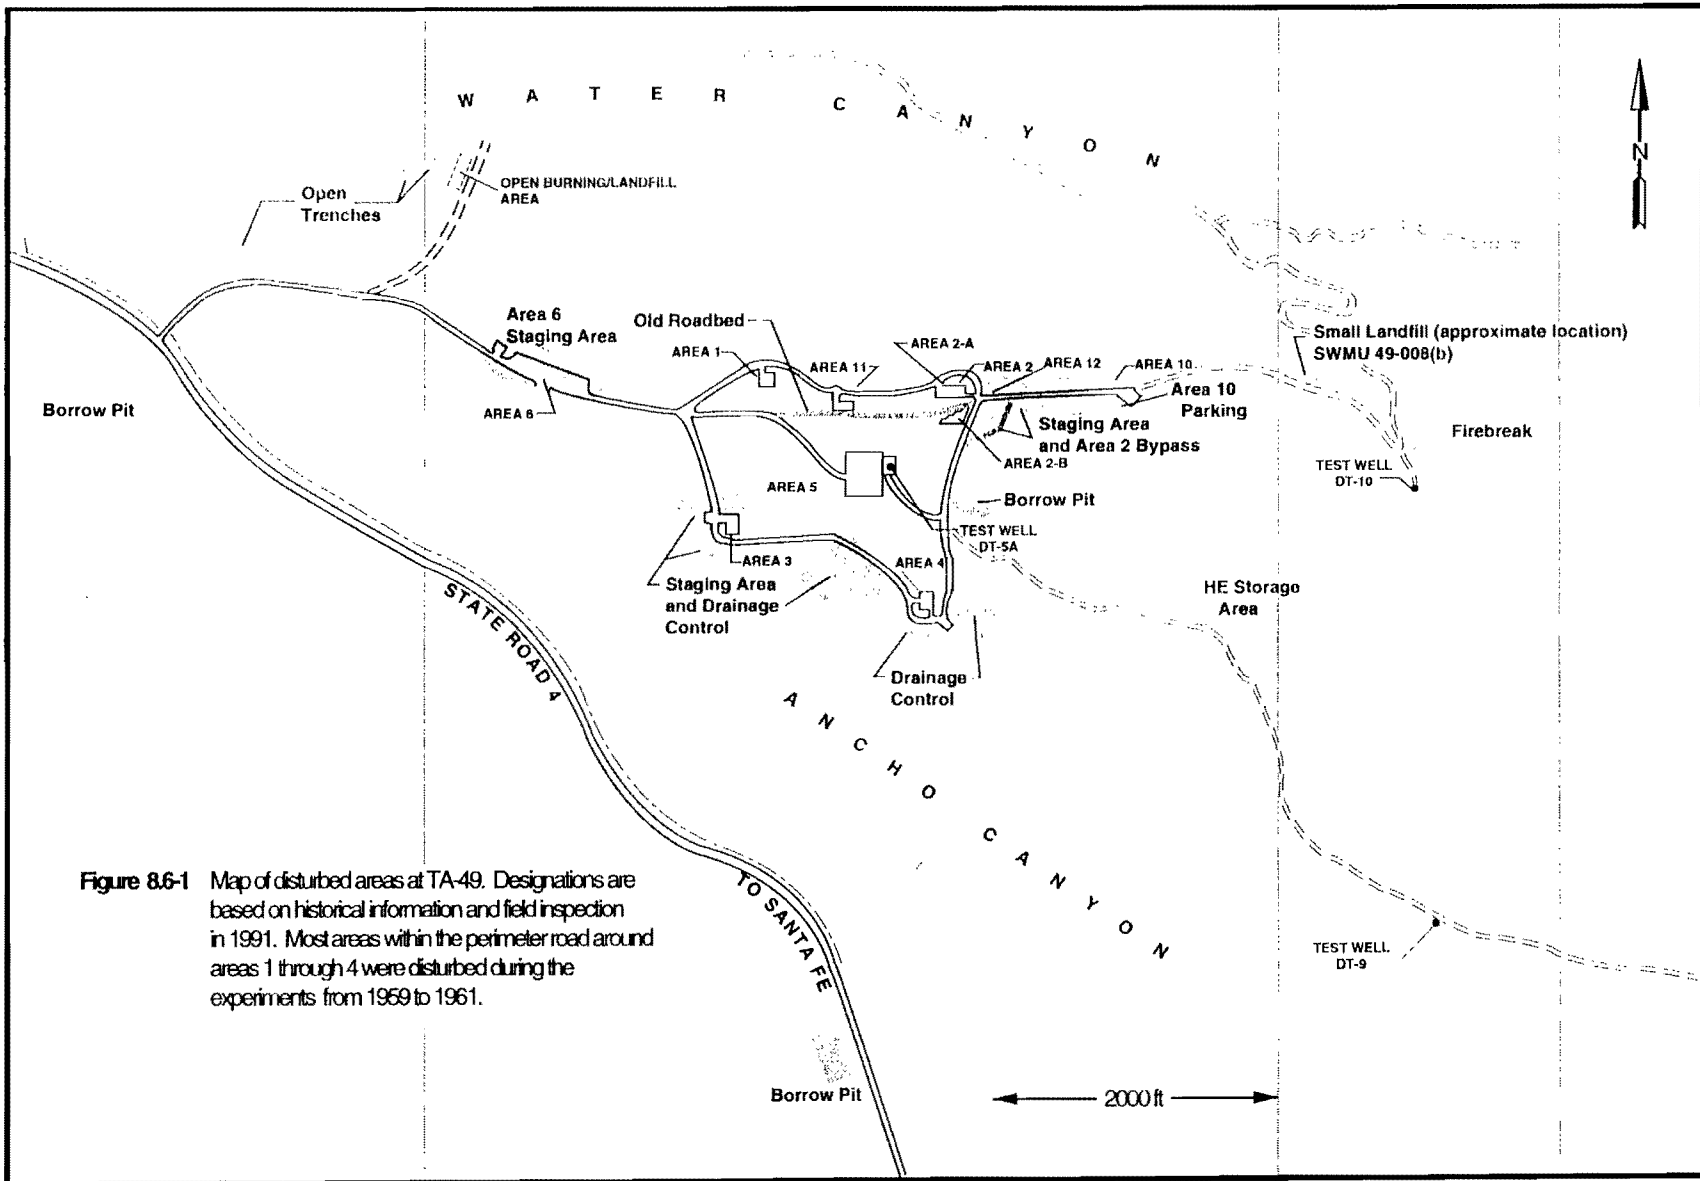 WATER CANYON
N
Open
Trenches
OPEN BURNING/LANDFILL
AREA
Area 6
Staging Area
Old Roadbed
AREA 1
AREA 11
AREA 2-A
AREA 2
AREA 12
AREA 10
Small Landfill (approximate location)
SWMU 49-008(b)
Area 10
Parking
Borrow Pit
AREA 6
Staging Area
and Area 2 Bypass
Firebreak
AREA 2-B
TEST WELL
DT-10
AREA 5
Borrow Pit
TEST WELL
DT-5A
AREA 3
AREA 4
Staging Area
and Drainage
Control
HE Storage
Area
STATE ROAD 4
Drainage
Control
ANCHO CANYON
TO SANTA FE
TEST WELL
DT-9
Figure 8.6-1 Map of disturbed areas at TA-49. Designations are
based on historical information and field inspection
in 1991. Most areas within the perimeter road around
areas 1 through 4 were disturbed during the
experiments from 1959 to 1961.
Borrow Pit
2000 ft